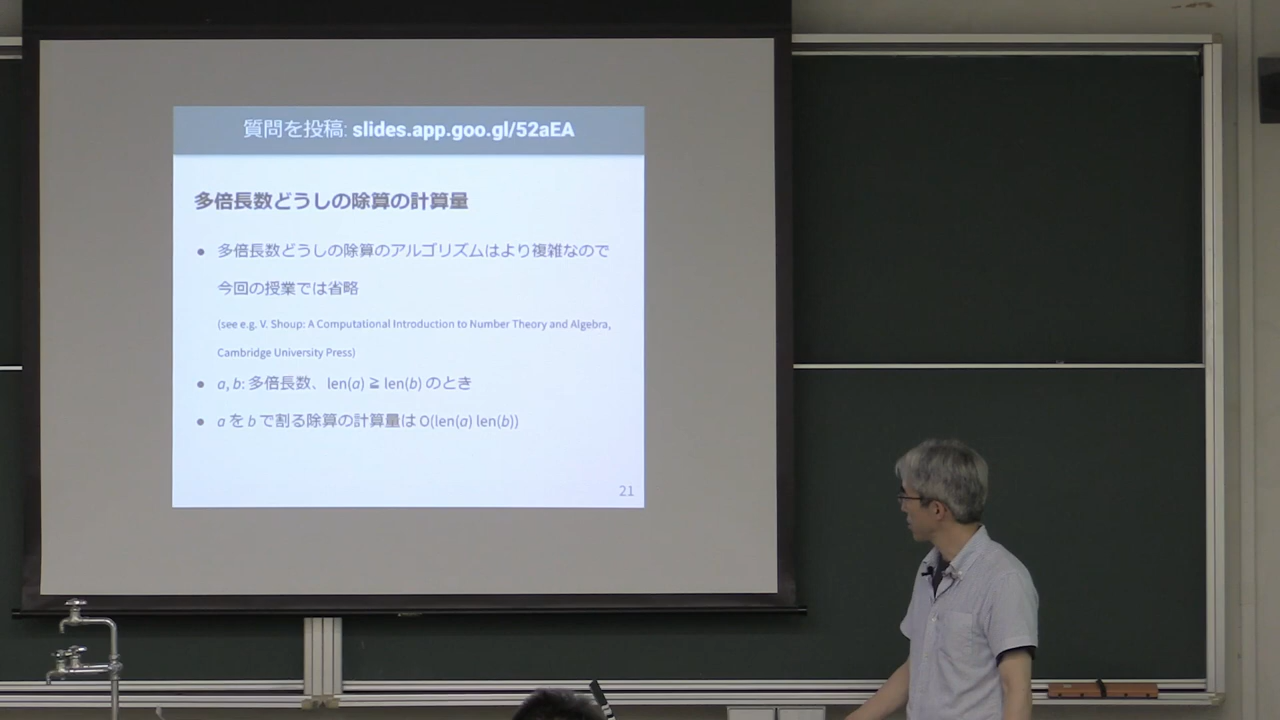 質問を投稿: slides.app.goo.gl/52aEA
多倍長数どうしの除算の計算量
● 多倍長数どうしの除算のアルゴリズムはより複雑なので
今回の授業では省略
(see e.g. V. Shoup: A Computational Introduction to Number Theory and Algebra,
Cambridge University Press)
● a, b: 多倍長数、len(a) ≧ len(b) のとき
● a を b で割る除算の計算量は O(len(a) len(b))
21